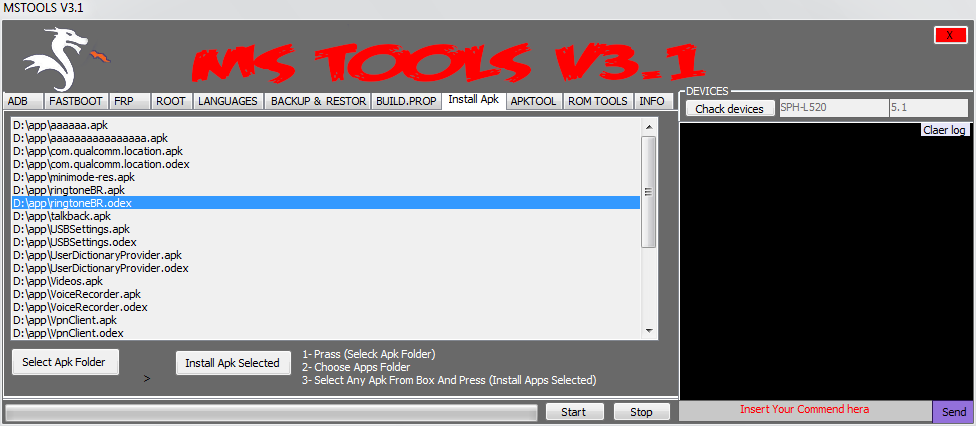 MSTOOLS V3.1
MS TOOLS V3.1
X
ADB FASTBOOT FRP ROOT LANGUAGES BACKUP & RESTOR BUILD.PROP Install Apk APKTOOL ROM TOOLS INFO
DEVICES
Chack devices SPH-L520 5.1
Claer log
D:\app\aaaaaa.apk
D:\app\aaaaaaaaaaaaaaaa.apk
D:\app\com.qualcomm.location.apk
D:\app\com.qualcomm.location.odex
D:\app\minimode-res.apk
D:\app\ringtoneBR.apk
D:\app\ringtoneBR.odex
D:\app\talkback.apk
D:\app\USBSettings.apk
D:\app\USBSettings.odex
D:\app\UserDictionaryProvider.apk
D:\app\UserDictionaryProvider.odex
D:\app\Videos.apk
D:\app\VoiceRecorder.apk
D:\app\VoiceRecorder.odex
D:\app\VpnClient.apk
D:\app\VpnClient.odex
Select Apk Folder
>
Install Apk Selected
1- Prass (Seleck Apk Folder)
2- Choose Apps Folder
3- Select Any Apk From Box And Press (Install Apps Selected)
Start Stop
Insert Your Commend hera
Send